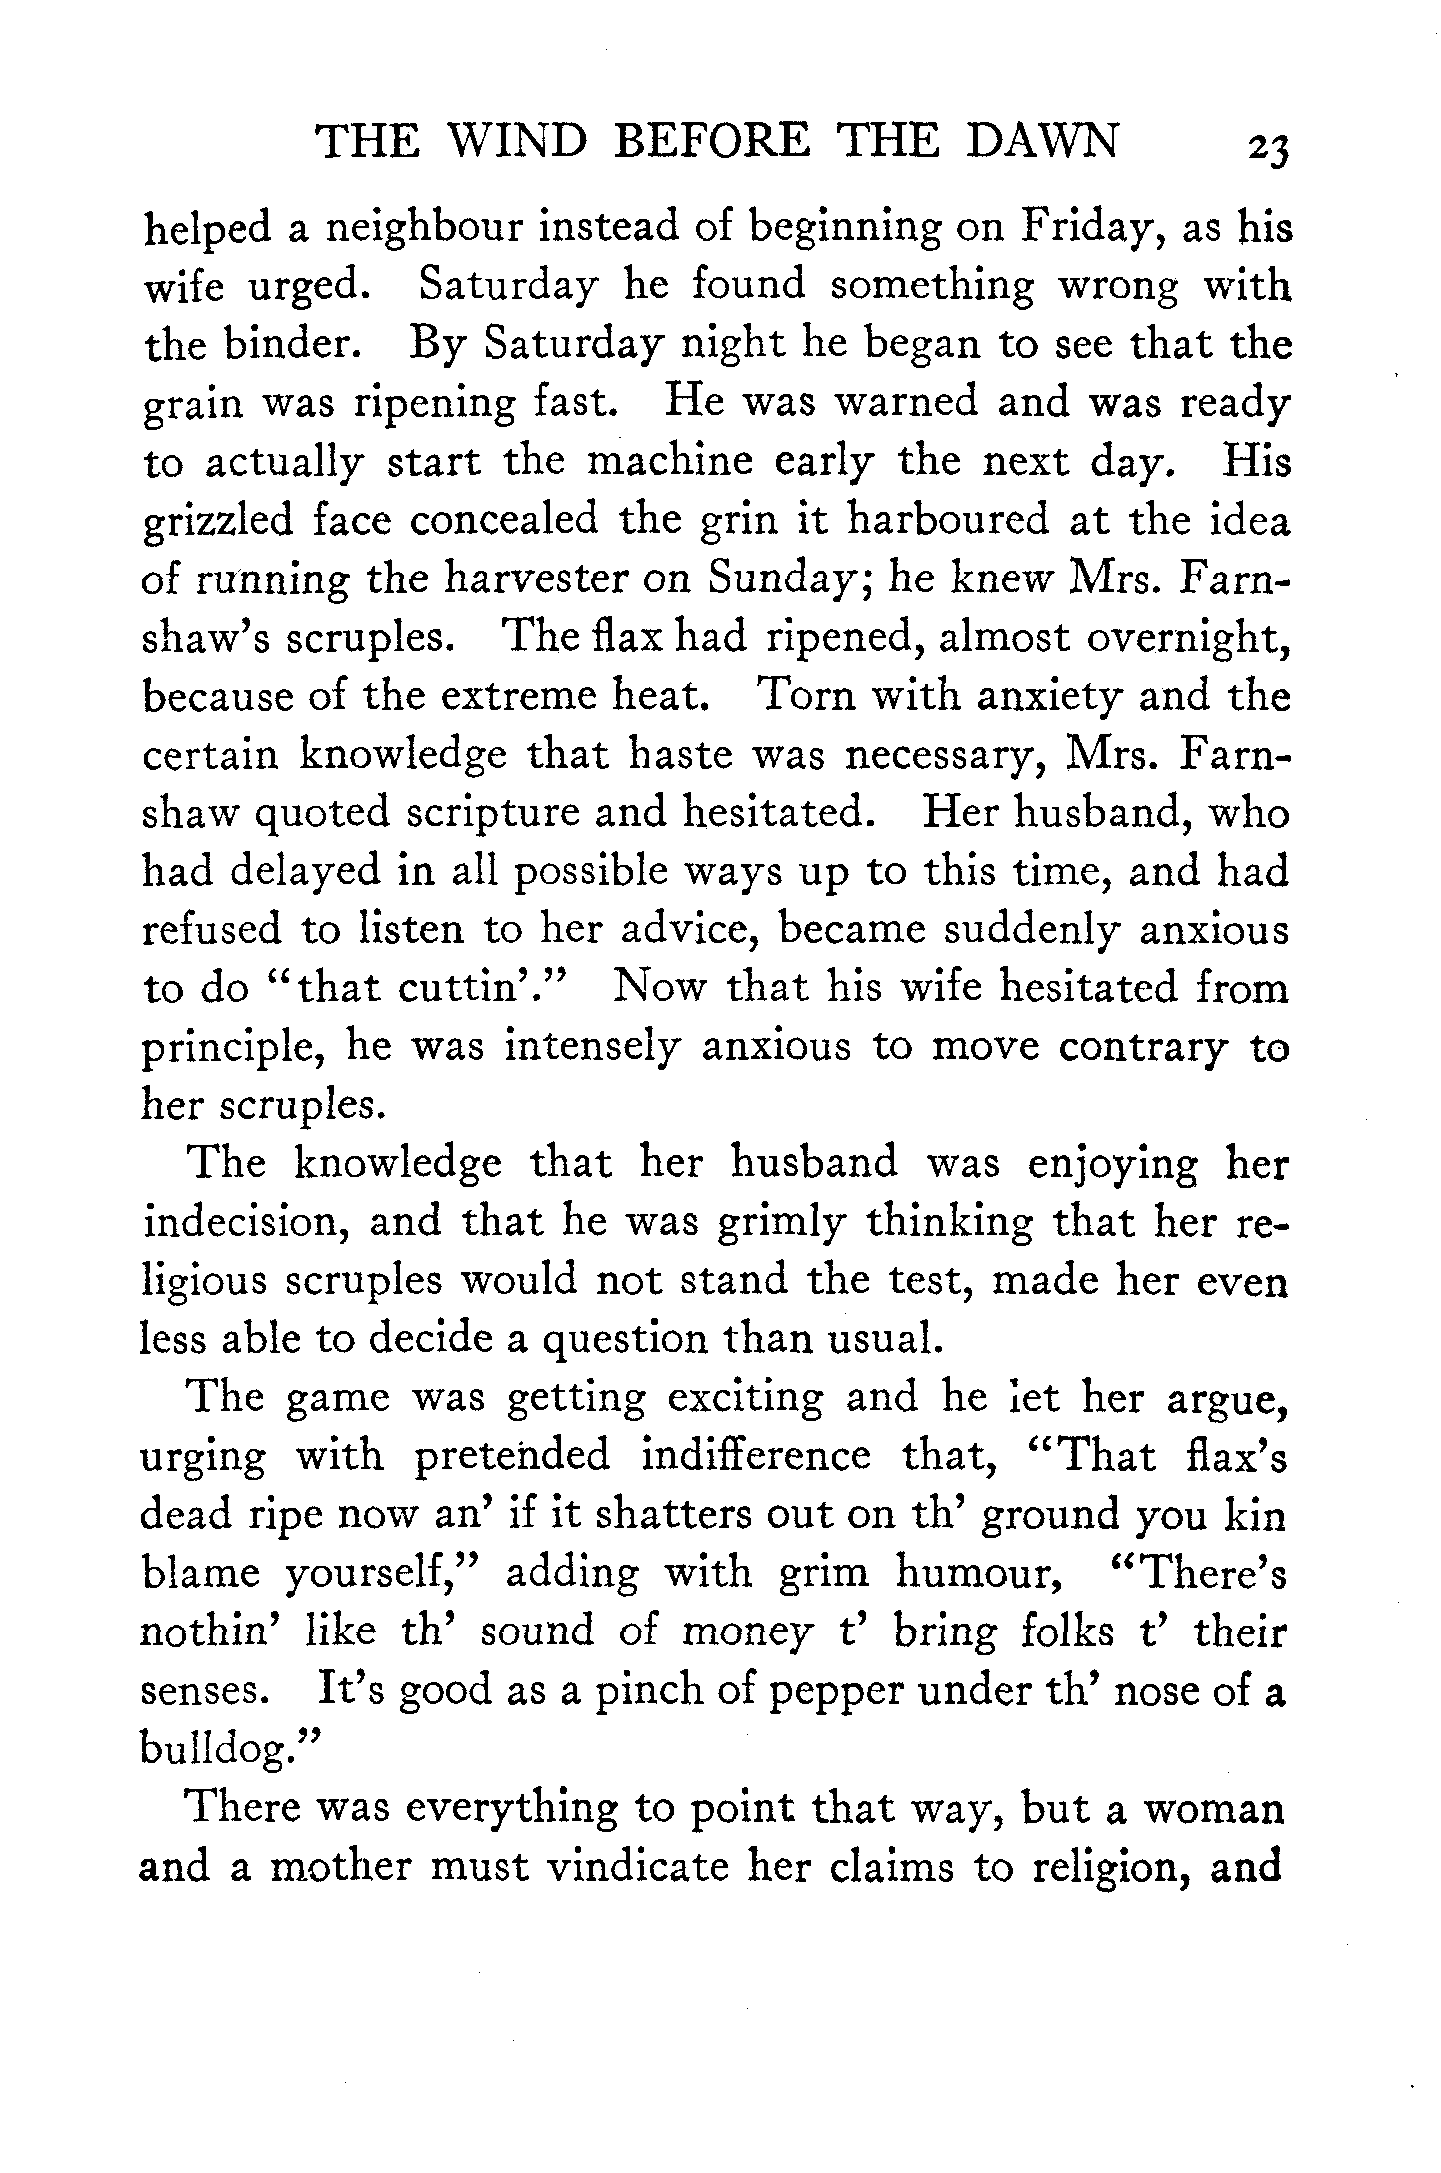 THE WIND BEFORE THE DAWN 23
helped a neighbour instead of beginning on Friday, as his
wife urged. Saturday he found something wrong with
the binder. By Saturday night he began to see that the
grain was ripening fast. He was warned and was ready
to actually start the machine early the next day. His
grizzled face concealed the grin it harboured at the idea
of running the harvester on Sunday; he knew Mrs. Farn-
shaw's scruples. The flax had ripened, almost overnight,
because of the extreme heat. Torn with anxiety and the
certain knowledge that haste was necessary, Mrs. Farn-
shaw quoted scripture and hesitated. Her husband, who
had delayed in all possible ways up to this time, and had
refused to listen to her advice, became suddenly anxious
to do "that cuttin'." Now that his wife hesitated from
principle, he was intensely anxious to move contrary to
her scruples.
The knowledge that her husband was enjoying her
indecision, and that he was grimly thinking that her re-
ligious scruples would not stand the test, made her even
less able to decide a question than usual.
The game was getting exciting and he let her argue,
urging with pretended indifference that, "That flax's
dead ripe now an' if it shatters out on th' ground you kin
blame yourself," adding with grim humour, "There's
nothin' like th' sound of money t' bring folks t' their
senses. It's good as a pinch of pepper under th' nose of a
bulldog."
There was everything to point that way, but a woman
and a mother must vindicate her claims to religion, and